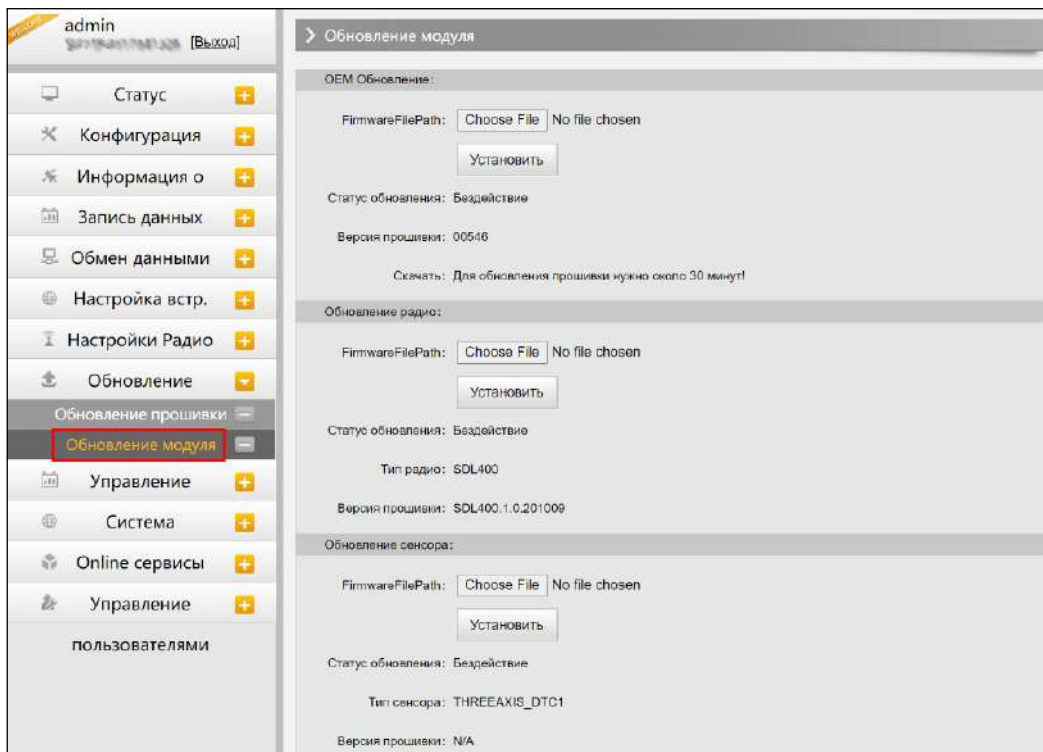 WELCOME
admin
[Выход]
Статус
Конфигурация
Информация о
Запись данных
Обмен данными
Настройка встр.
Настройки Радио
Обновление
Обновление прошивки
Обновление модуля
Управление
Система
Online сервисы
Управление
пользователями
Обновление модуля
OEM Обновление:
FirmwareFilePath: Choose File No file chosen
Установить
Статус обновления: Бездействие
Версия прошивки: 00546
Скачать: Для обновления прошивки нужно около 30 минут!
Обновление радио:
FirmwareFilePath: Choose File No file chosen
Установить
Статус обновления: Бездействие
Тип радио: SDL400
Версия прошивки: SDL400.1.0.201009
Обновление сенсора:
FirmwareFilePath: Choose File No file chosen
Установить
Статус обновления: Бездействие
Тип сенсора: THREEAXIS_DTC1
Версия прошивки: N/A